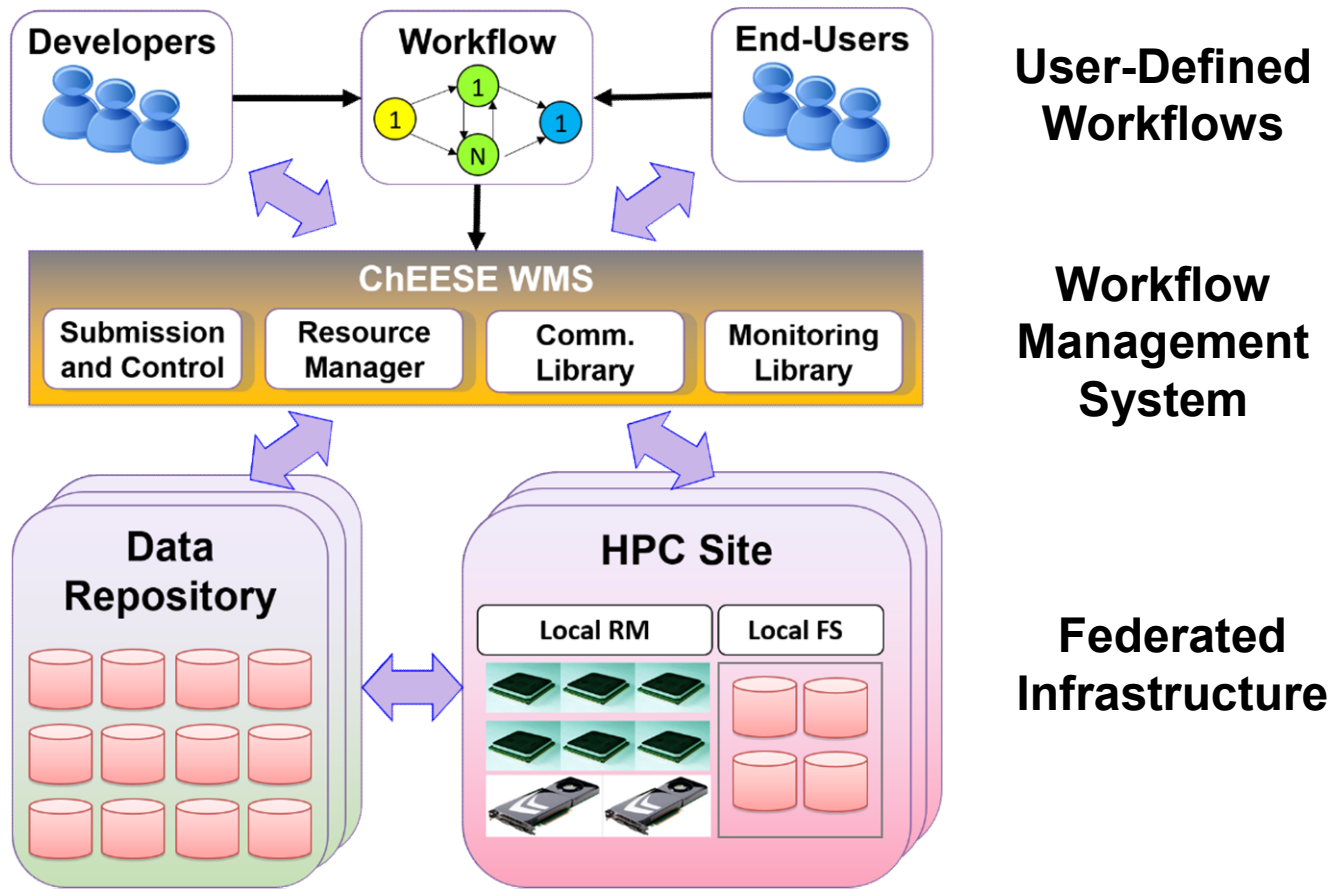 Developers
Workflow
End-Users
1
1
1
N
User-Defined
Workflows
ChEESE WMS
Submission
and Control
Resource
Manager
Comm.
Library
Monitoring
Library
Workflow
Management
System
Data
Repository
HPC Site
Local RM
Local FS
Federated
Infrastructure